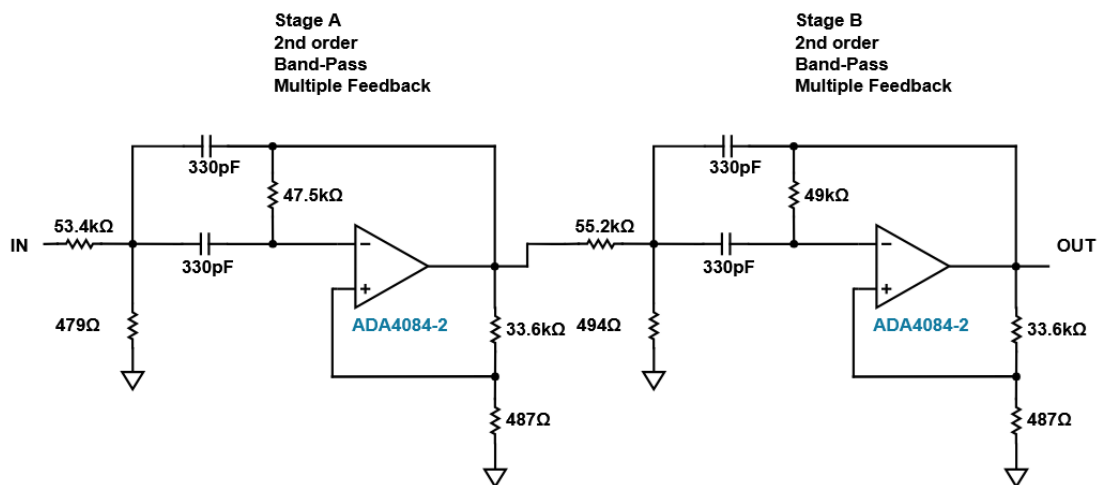 Stage A
2nd order
Band-Pass
Multiple Feedback
Stage B
2nd order
Band-Pass
Multiple Feedback
330pF
47.5kΩ
53.4kΩ
IN
330pF
479Ω
ADA4084-2
33.6kΩ
487Ω
330pF
49kΩ
55.2kΩ
330pF
494Ω
ADA4084-2
OUT
33.6kΩ
487Ω